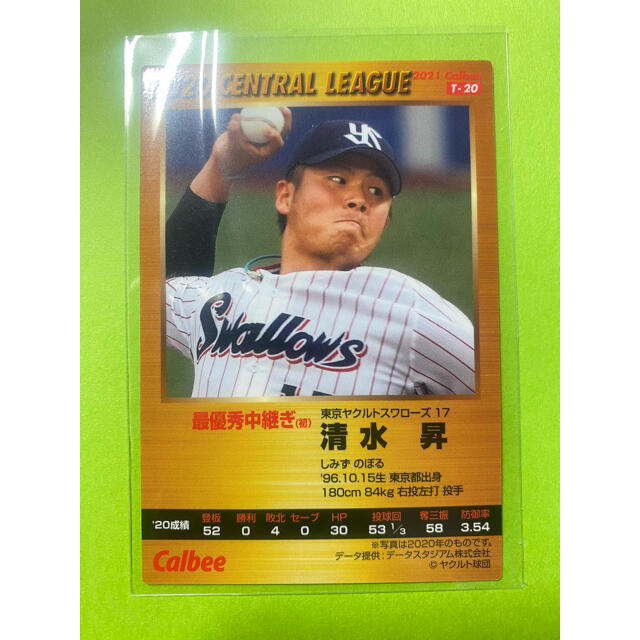 20 CENTRAL LEAGUE
2021 Calbee
T-20
YS
Swallows
17
最優秀中継ぎ(初)
東京ヤクルトスワローズ 17
清水 昇
しみず のぼる
'96.10.15生 東京都出身
180cm 84kg 右投左打 投手
'20成績 登板 勝利 敗北 セーブ HP 投球回 奪三振 防御率
52 0 4 0 30 53 1/3 58 3.54
※写真は2020年のものです。
データ提供:データスタジアム株式会社
Calbee
©ヤクルト球団